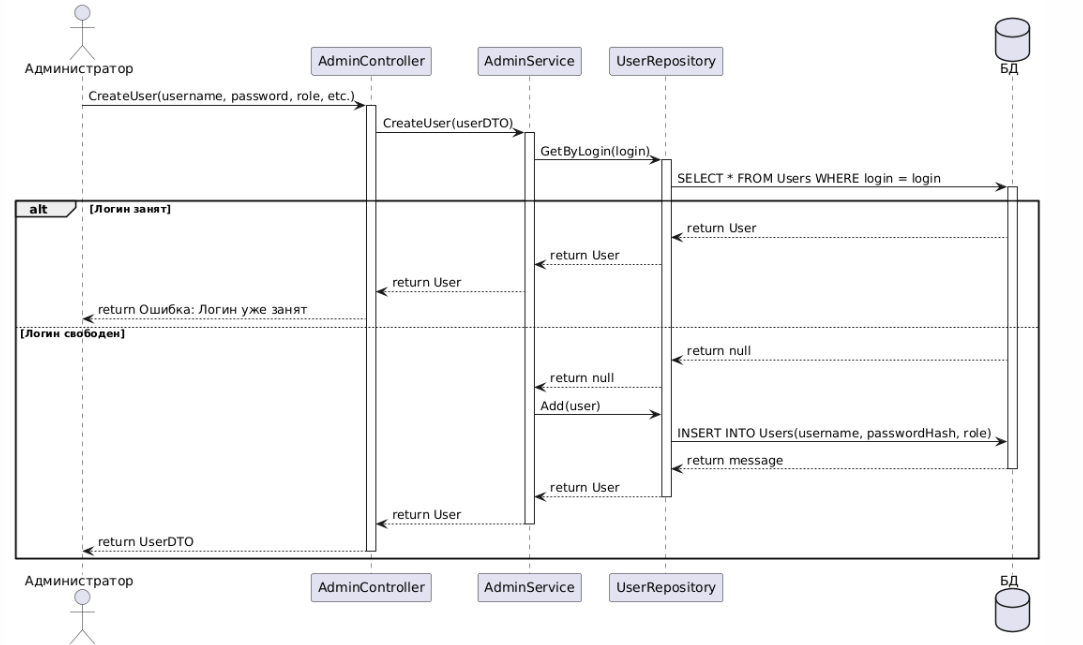 Администратор
AdminController
AdminService
UserRepository
БД
CreateUser(username, password, role, etc.)
CreateUser(userDTO)
GetByLogin(login)
SELECT * FROM Users WHERE login = login
alt [Логин занят]
return User
return User
return User
return Ошибка: Логин уже занят
[Логин свободен]
return null
return null
Add(user)
INSERT INTO Users(username, passwordHash, role)
return message
return User
return User
return UserDTO
Администратор
AdminController
AdminService
UserRepository
БД